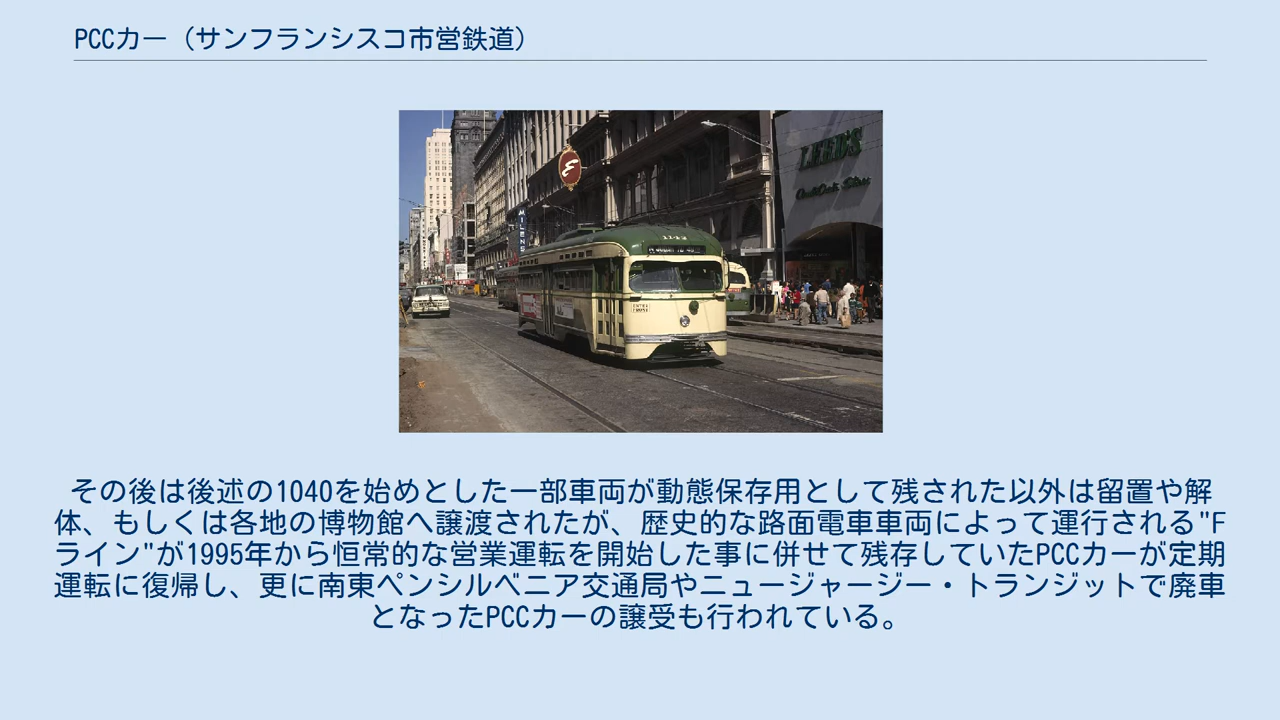 PCCカー（サンフランシスコ市営鉄道）
LEED'S
MILENS
1142
ENTER
FRONT
その後は後述の1040を始めとした一部車両が動態保存用として残された以外は留置や解
体、もしくは各地の博物館へ譲渡されたが、歴史的な路面電車車両によって運行される"F
ライン"が1995年から恒常的な営業運転を開始した事に併せて残存していたPCCカーが定期
運転に復帰し、更に南東ペンシルベニア交通局やニュージャージー・トランジットで廃車
となったPCCカーの譲受も行われている。